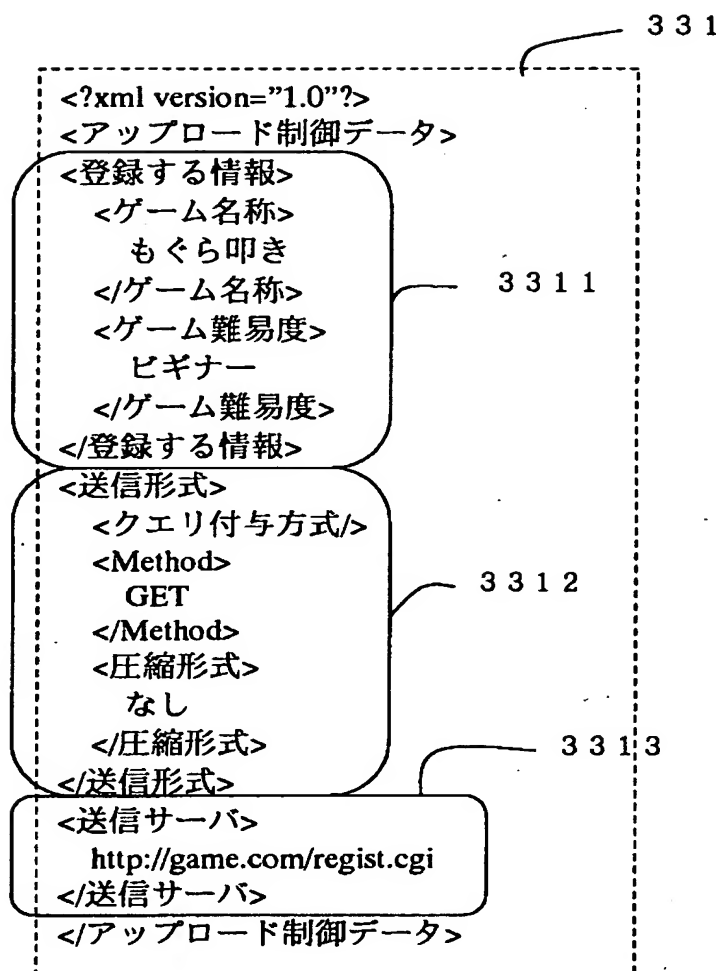 331
<?xml version="1.0"?>
<アップロード制御データ>
<登録する情報>
<ゲーム名称>
もぐら叩き
</ゲーム名称>
3311
<ゲーム難易度>
ビギナー
</ゲーム難易度>
</登録する情報>
<送信形式>
<クエリ付与方式/>
<Method>
GET
3312
</Method>
<圧縮形式>
なし
</圧縮形式>
3313
</送信形式>
<送信サーバ>
http://game.com/regist.cgi
</送信サーバ>
</アップロード制御データ>